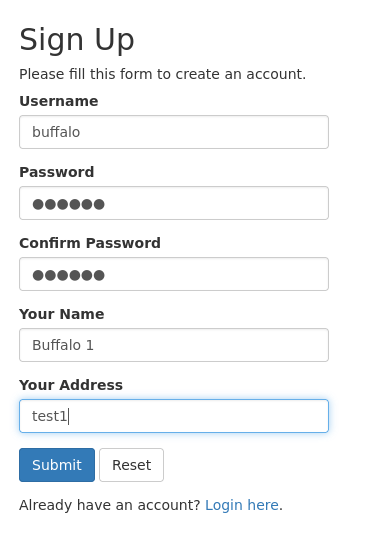 Sign Up
Please fill this form to create an account.
Username
buffalo
Password
●●●●●●
Confirm Password
●●●●●●
Your Name
Buffalo 1
Your Address
test1
Submit Reset
Already have an account? Login here.